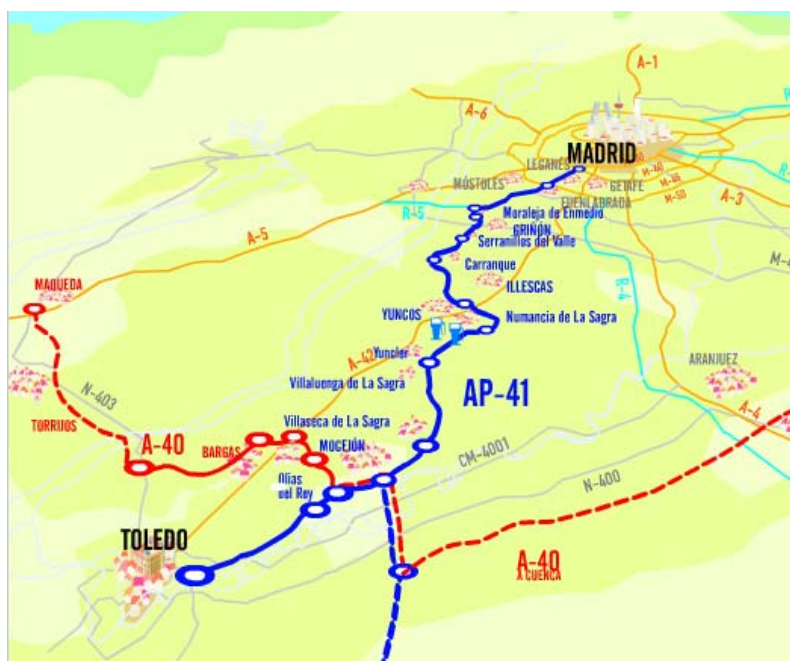 A-1
A-6
MADRID
LEGANÉS
MÓSTOLES
GETAFE
M-40
M-45
M-50
FUENLABRADA
A-3
R-5
Moraleja de Enmedio
GRIÑÓN
Serranillos del Valle
A-5
Carranque
R-4
MAQUEDA
ILLESCAS
YUNCOS
Numancia de La Sagra
A-42
Yuncler
ARANJUEZ
Villaluenga de La Sagra
AP-41
N-403
A-4
TORRIJOS
Villaseca de La Sagra
A-40
BARGAS
MOCEJÓN
CM-4001
Olías
del Rey
N-400
TOLEDO
A-40
A CUENCA